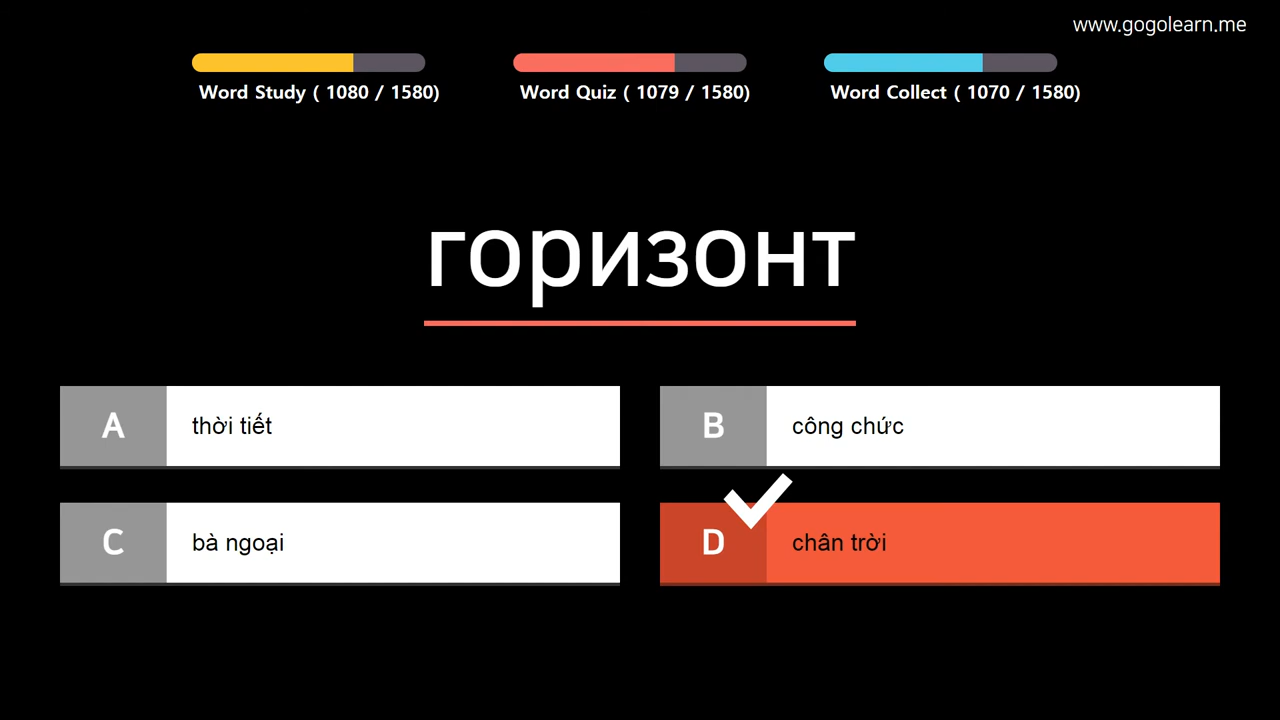 www.gogolearn.me
Word Study ( 1080 / 1580)
Word Quiz ( 1079 / 1580)
Word Collect ( 1070 / 1580)
горизонт
A thời tiết
B công chức
C bà ngoại
D chân trời